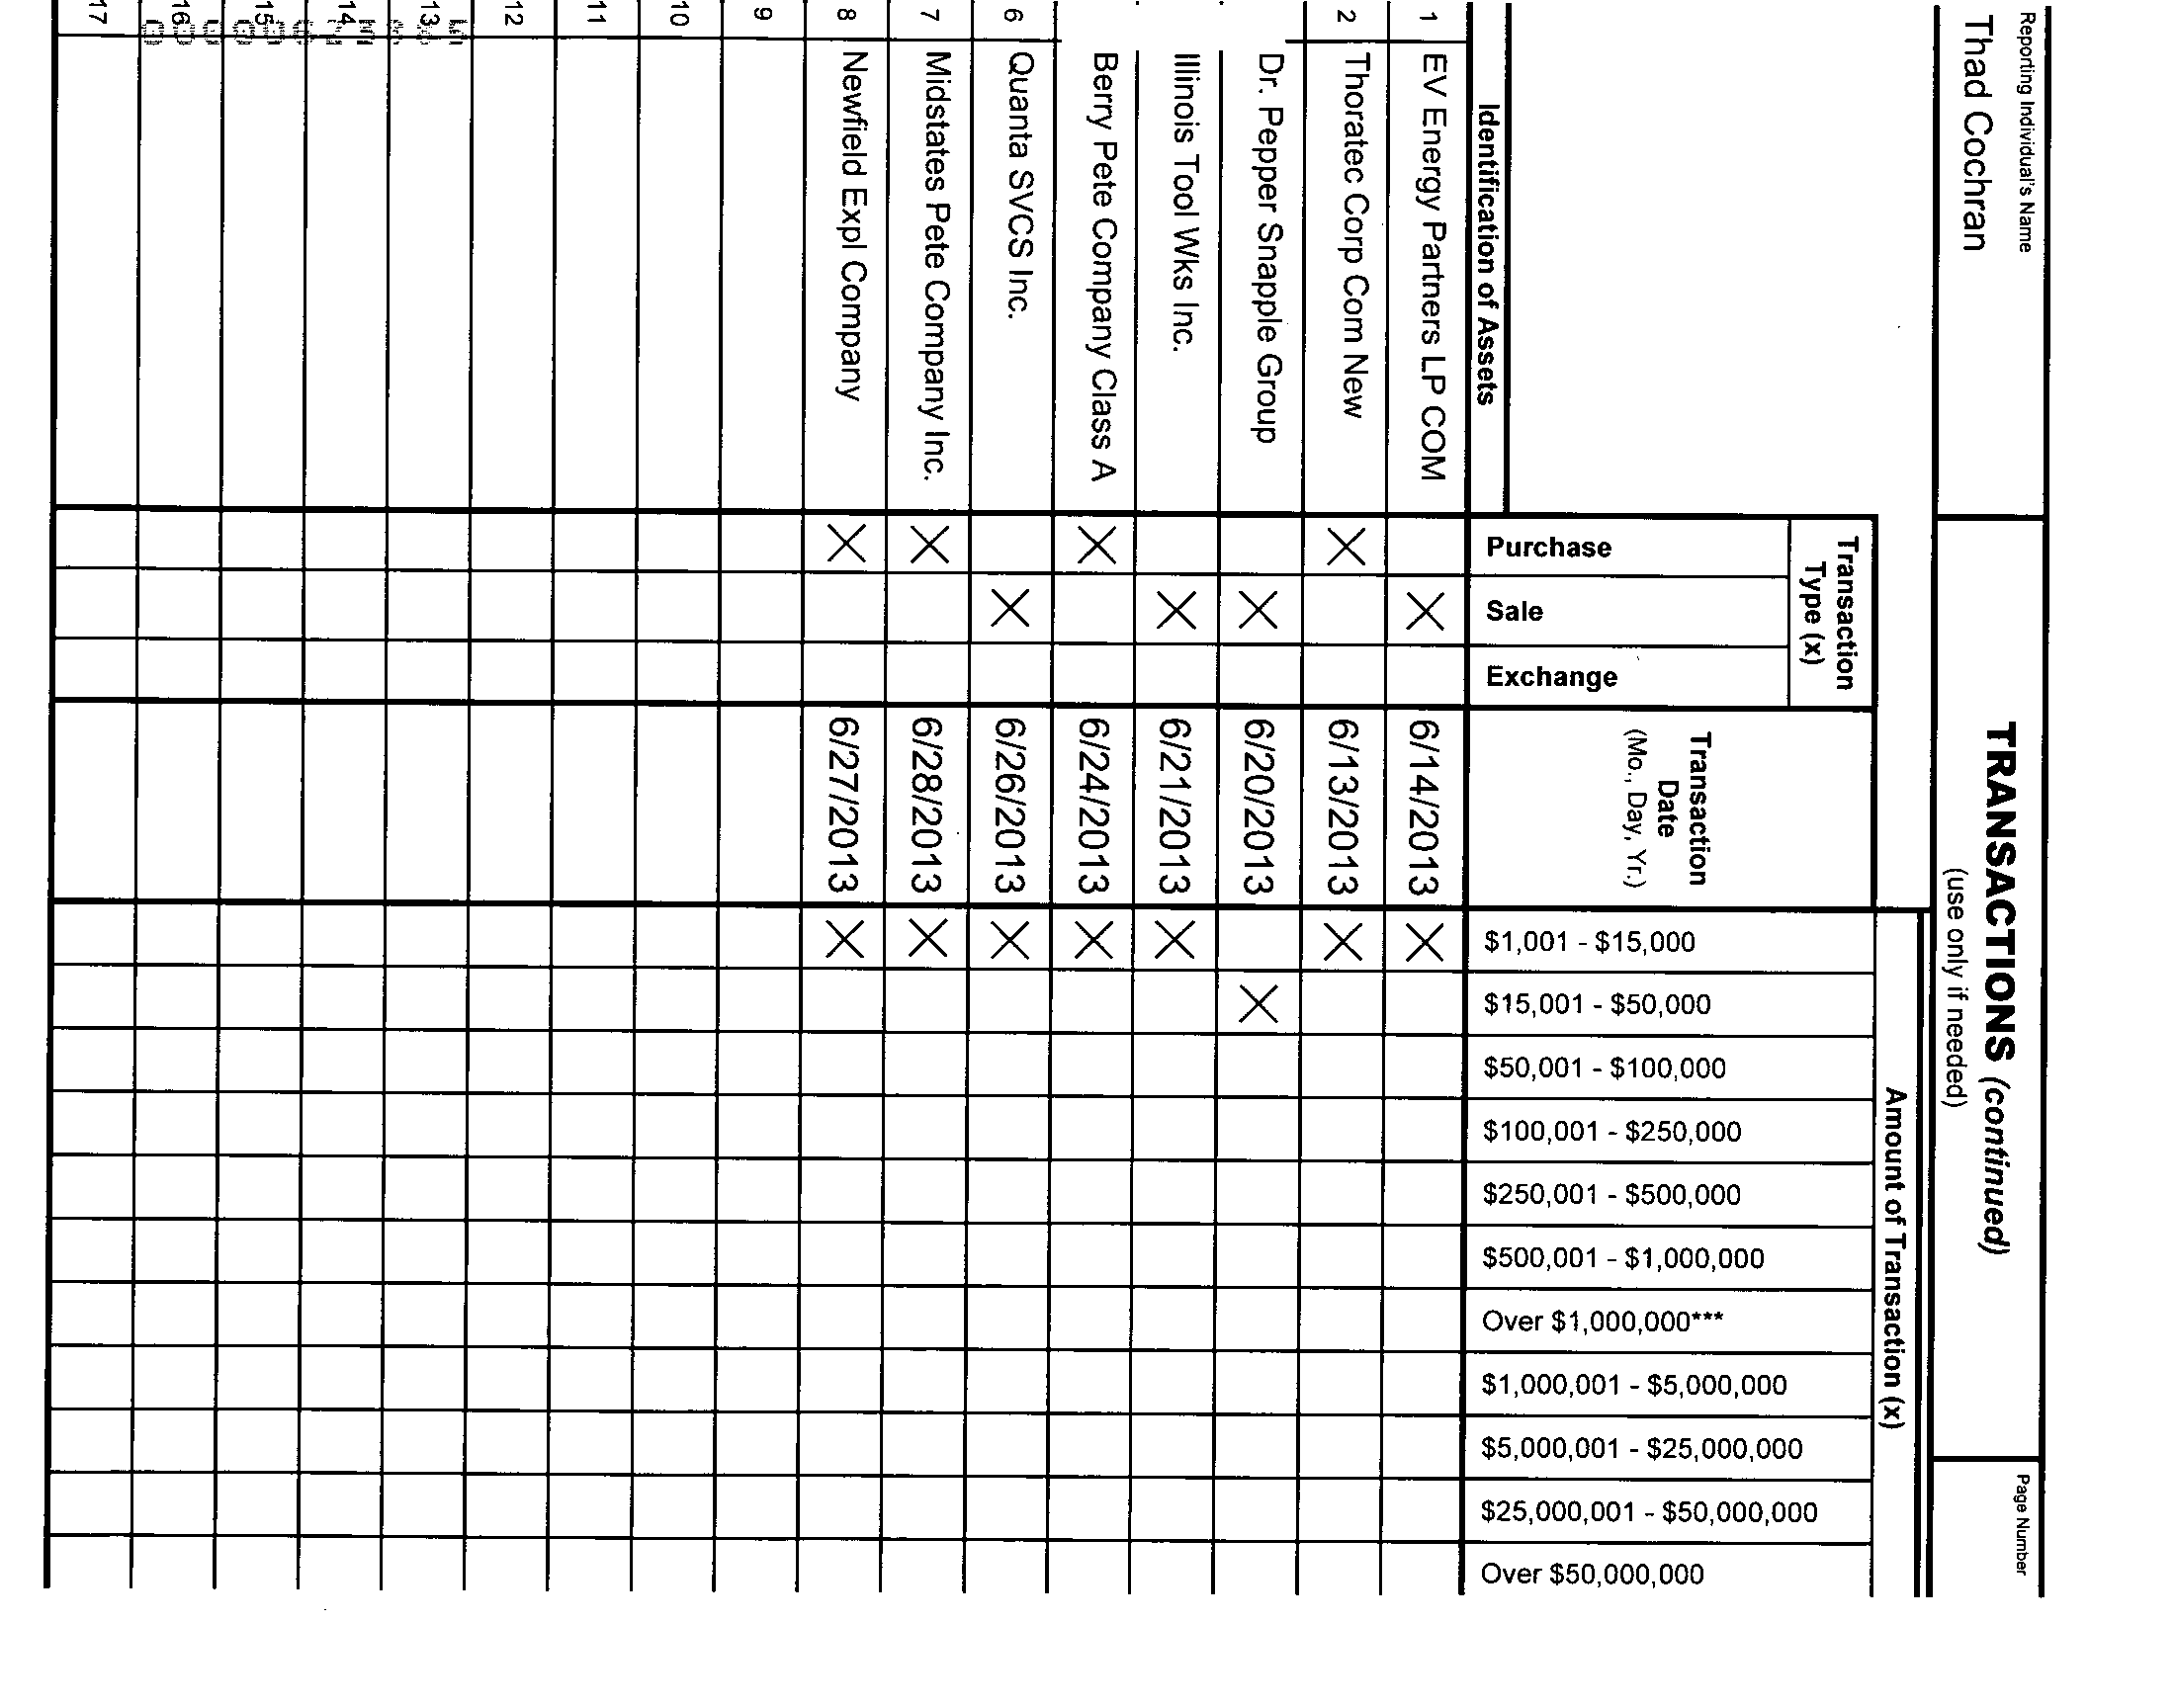 Reporting Individual's Name
Thad Cochran
TRANSACTIONS (continued)
(use only if needed)
Page Number
Transaction
Type (x)
Amount of Transaction (x)
Identification of Assets
Purchase
Sale
Exchange
Transaction
Date
(Mo., Day, Yr.)
$1,001 - $15,000
$15,001 - $50,000
$50,001 - $100,000
$100,001 - $250,000
$250,001 - $500,000
$500,001 - $1,000,000
Over $1,000,000***
$1,000,001 - $5,000,000
$5,000,001 - $25,000,000
$25,000,001 - $50,000,000
Over $50,000,000
1 EV Energy Partners LP COM X 6/14/2013 X
2 Thoratec Corp Com New X 6/13/2013 X
Dr. Pepper Snapple Group X 6/20/2013 X
Illinois Tool Wks Inc. X 6/21/2013 X
Berry Pete Company Class A X 6/24/2013 X
6 Quanta SVCS Inc. X 6/26/2013 X
7 Midstates Pete Company Inc. X 6/28/2013 X
8 Newfield Expl Company X 6/27/2013 X
9
10
11
12
13
14
15
16
17